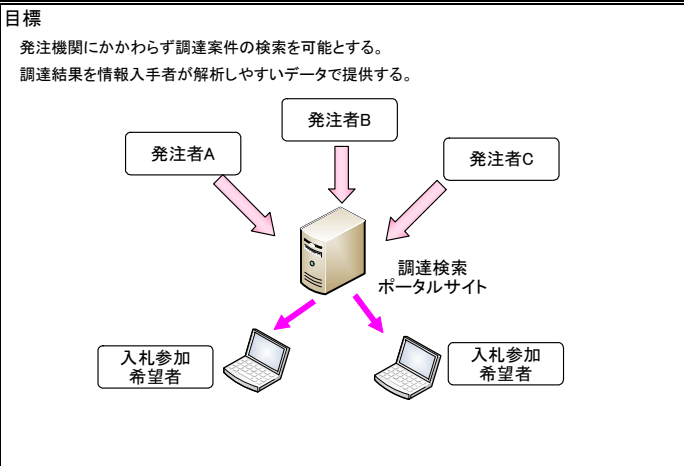 目標
発注機関にかかわらず調達案件の検索を可能とする。
調達結果を情報入手者が解析しやすいデータで提供する。
発注者B
発注者A
発注者C
調達検索
ポータルサイト
入札参加
希望者
入札参加
希望者